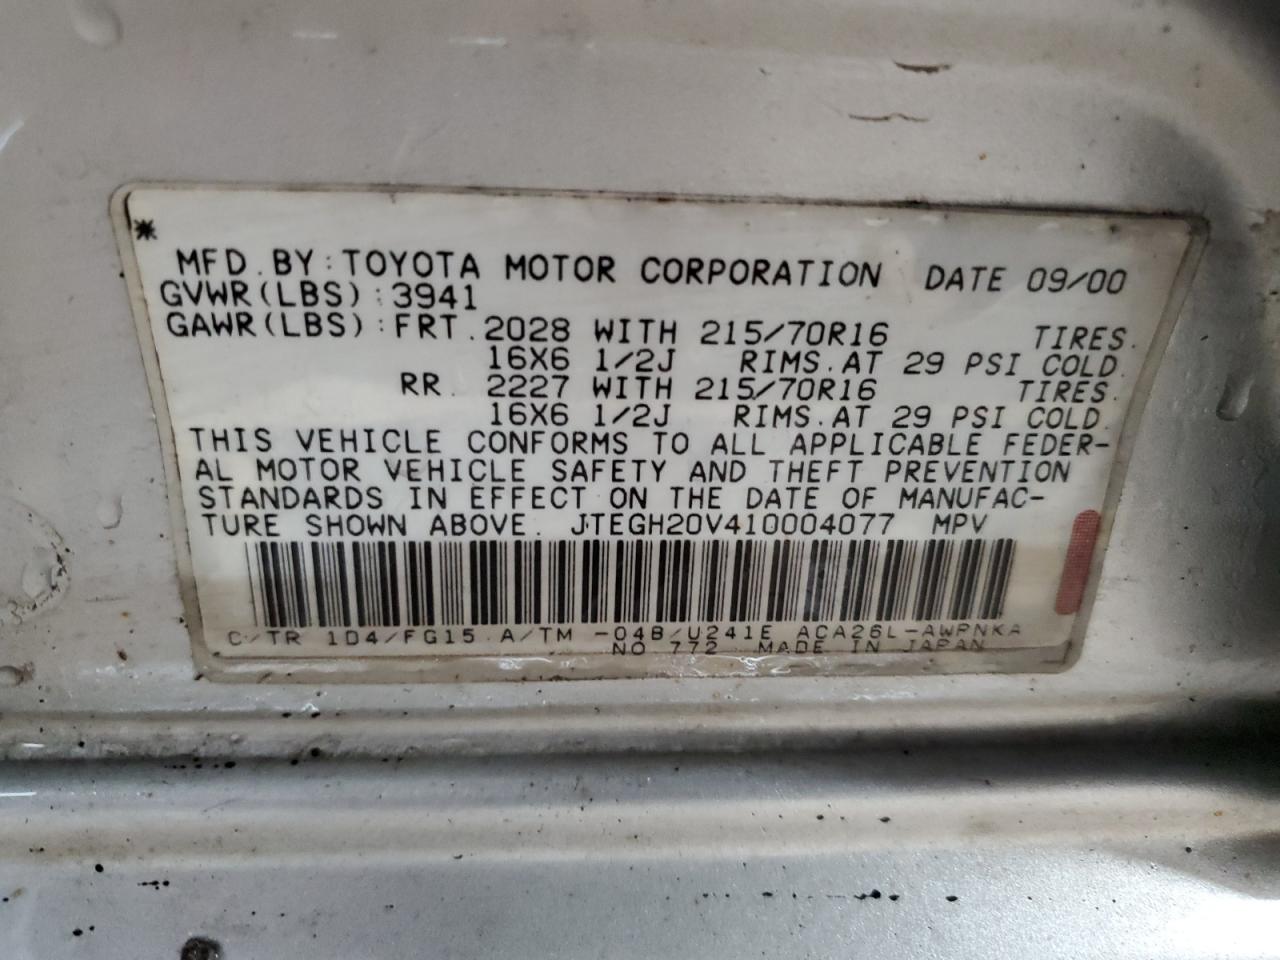 *
MFD. BY: TOYOTA MOTOR CORPORATION DATE 09/00
GVWR(LBS): 3941
GAWR(LBS): FRT. 2028 WITH 215/70R16 TIRES.
16X6 1/2J RIMS. AT 29 PSI COLD.
RR. 2227 WITH 215/70R16 TIRES.
16X6 1/2J RIMS. AT 29 PSI COLD.
THIS VEHICLE CONFORMS TO ALL APPLICABLE FEDER-
AL MOTOR VEHICLE SAFETY AND THEFT PREVENTION
STANDARDS IN EFFECT ON THE DATE OF MANUFAC-
TURE SHOWN ABOVE. JTEGH20V410004077 MPV
C/TR 1D4/FG15 A/TM -04B/U241E ACA26L-AWPNKA
NO 772 MADE IN JAPAN